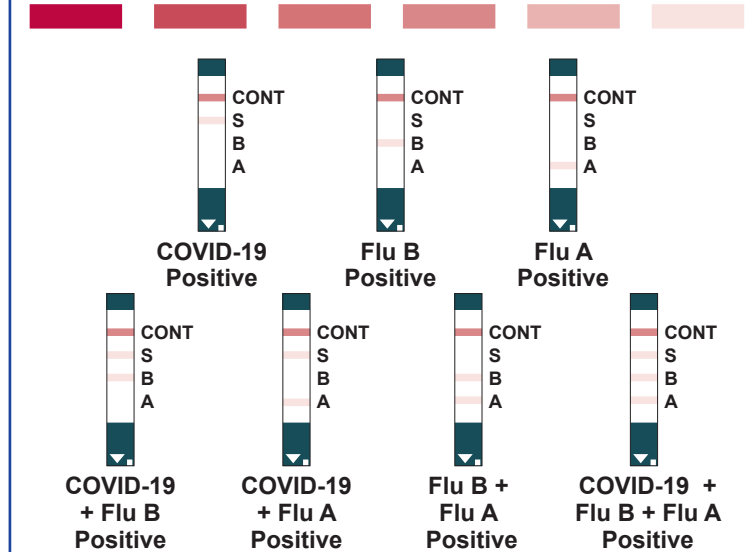 CONT
S
B
A
COVID-19
Positive
CONT
S
B
A
Flu B
Positive
CONT
S
B
A
Flu A
Positive
CONT
S
B
A
COVID-19
+ Flu B
Positive
CONT
S
B
A
COVID-19
+ Flu A
Positive
CONT
S
B
A
Flu B +
Flu A
Positive
CONT
S
B
A
COVID-19 +
Flu B + Flu A
Positive